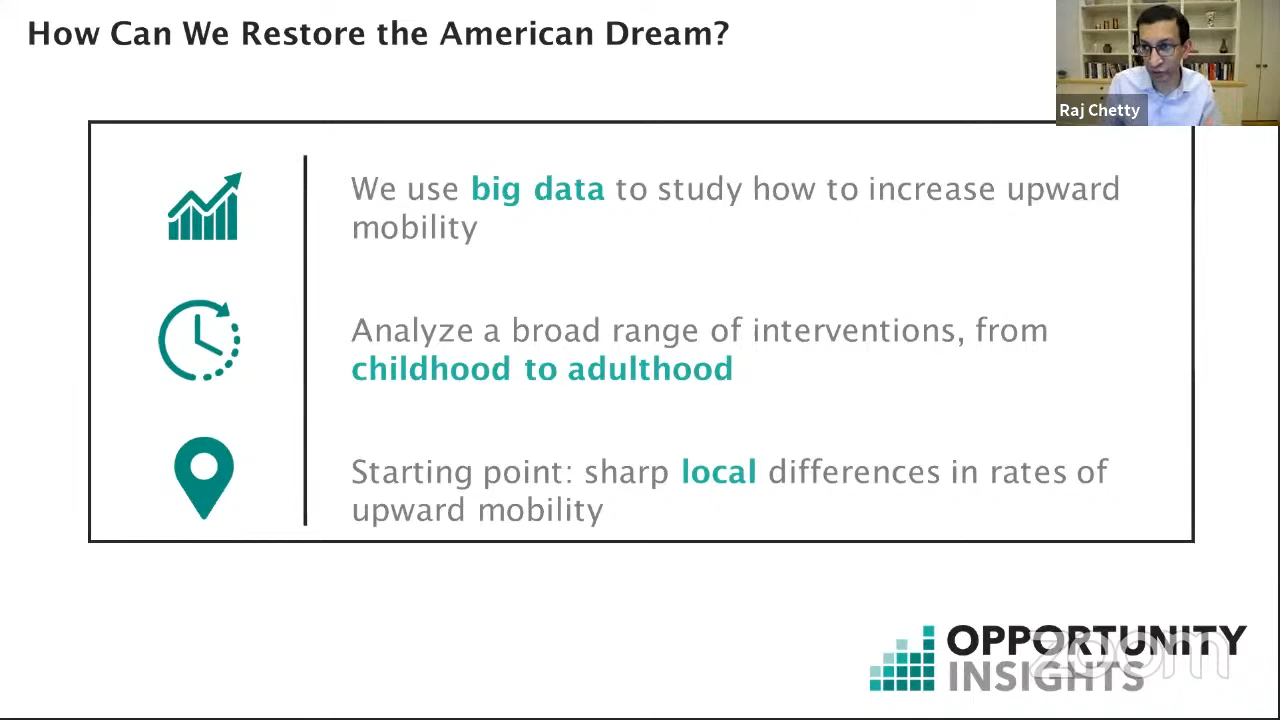 How Can We Restore the American Dream?
Raj Chetty
We use big data to study how to increase upward
mobility
Analyze a broad range of interventions, from
childhood to adulthood
Starting point: sharp local differences in rates of
upward mobility
OPPORTUNITY
INSIGHTS
zoom